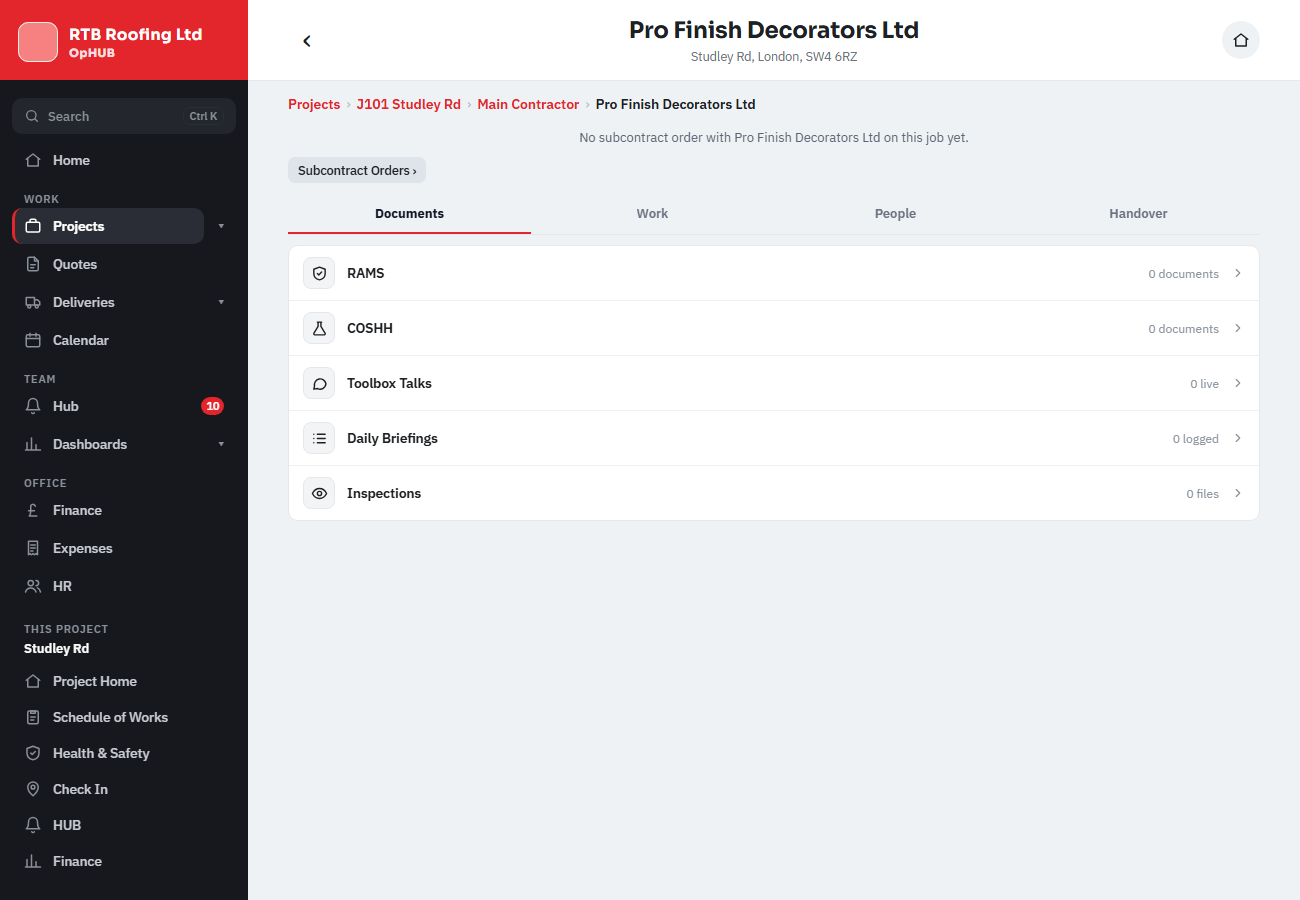 RTB Roofing Ltd
OpHUB
Search Ctrl K
Home
WORK
Projects
Quotes
Deliveries
Calendar
TEAM
Hub 10
Dashboards
OFFICE
Finance
Expenses
HR
THIS PROJECT
Studley Rd
Project Home
Schedule of Works
Health & Safety
Check In
HUB
Finance
Pro Finish Decorators Ltd
Studley Rd, London, SW4 6RZ
Projects › J101 Studley Rd › Main Contractor › Pro Finish Decorators Ltd
No subcontract order with Pro Finish Decorators Ltd on this job yet.
Subcontract Orders ›
Documents Work People Handover
RAMS 0 documents
COSHH 0 documents
Toolbox Talks 0 live
Daily Briefings 0 logged
Inspections 0 files